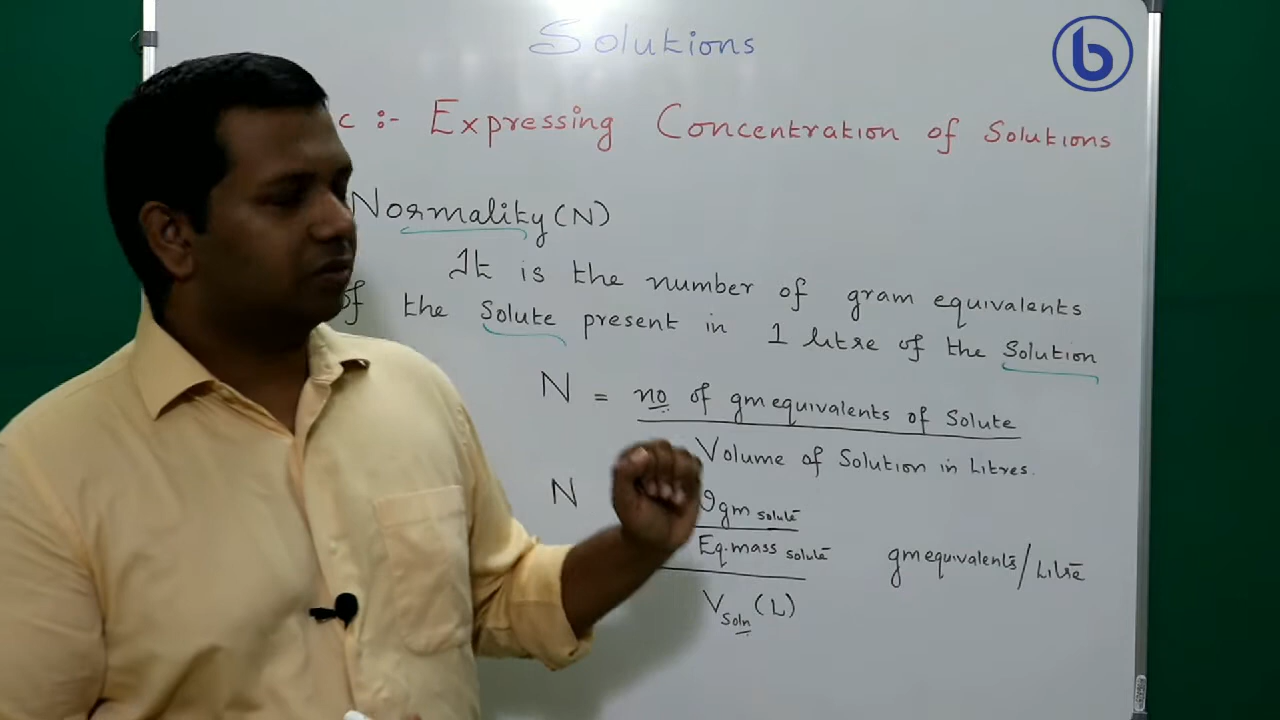 Solutions
b
c :- Expressing Concentration of Solutions
Normality (N)
It is the number of gram equivalents
of the Solute present in 1 litre of the Solution
N = no of gm equivalents of Solute
Volume of Solution in Litres.
N gm solute
Eq. mass solute gm equivalents / Litre
V Soln (L)